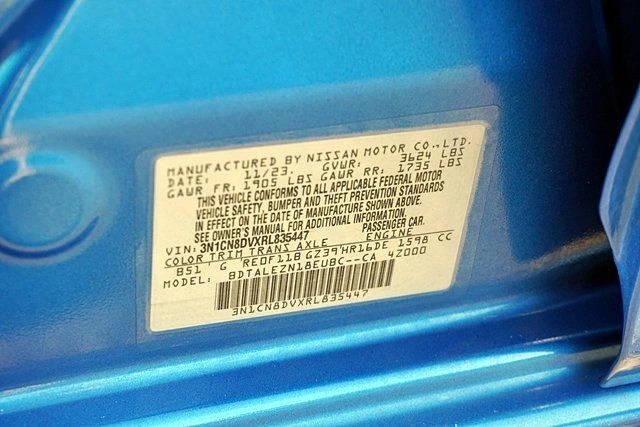 MANUFACTURED BY NISSAN MOTOR CO.,LTD.
DATE: 11/23. GVWR: 3624 LBS
GAWR FR: 1905 LBS GAWR RR: 1735 LBS
THIS VEHICLE CONFORMS TO ALL APPLICABLE FEDERAL MOTOR
VEHICLE SAFETY, BUMPER AND THEFT PREVENTION STANDARDS
IN EFFECT ON THE DATE OF MANUFACTURE SHOWN ABOVE.
SEE OWNER'S MANUAL FOR ADDITIONAL INFORMATION.
VIN: 3N1CN8DVXRL835447 PASSENGER CAR.
COLOR TRIM TRANS AXLE ENGINE
B51 G RE0F11B GZ39 HR16DE 1598 CC
MODEL: BDTALEZN18EUBC--CA 42000
3N1CN8DVXRL835447